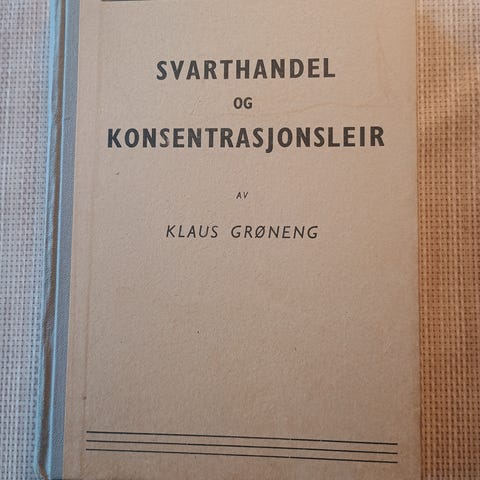 SVARTHANDEL
OG
KONSENTRASJONSLEIR
AV
KLAUS GRØNENG